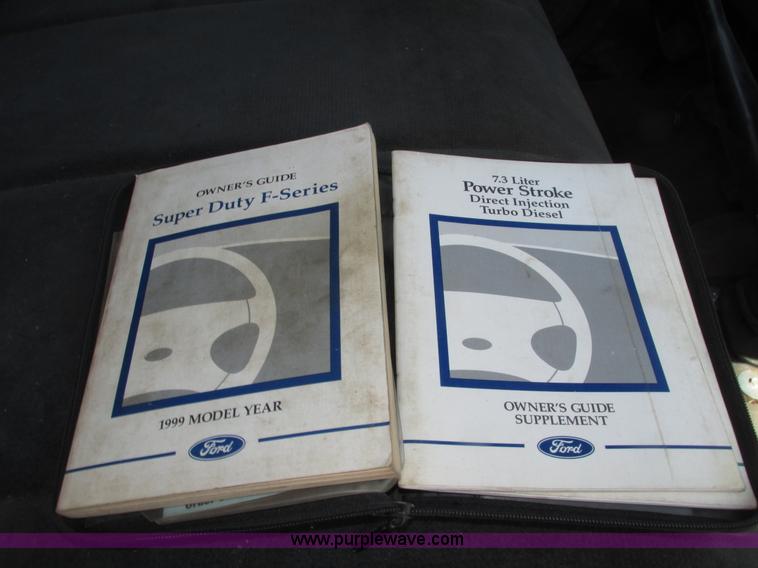 OWNER'S GUIDE
Super Duty F-Series
1999 MODEL YEAR
Ford
7.3 Liter
Power Stroke
Direct Injection
Turbo Diesel
OWNER'S GUIDE
SUPPLEMENT
Ford
www.purplewave.com